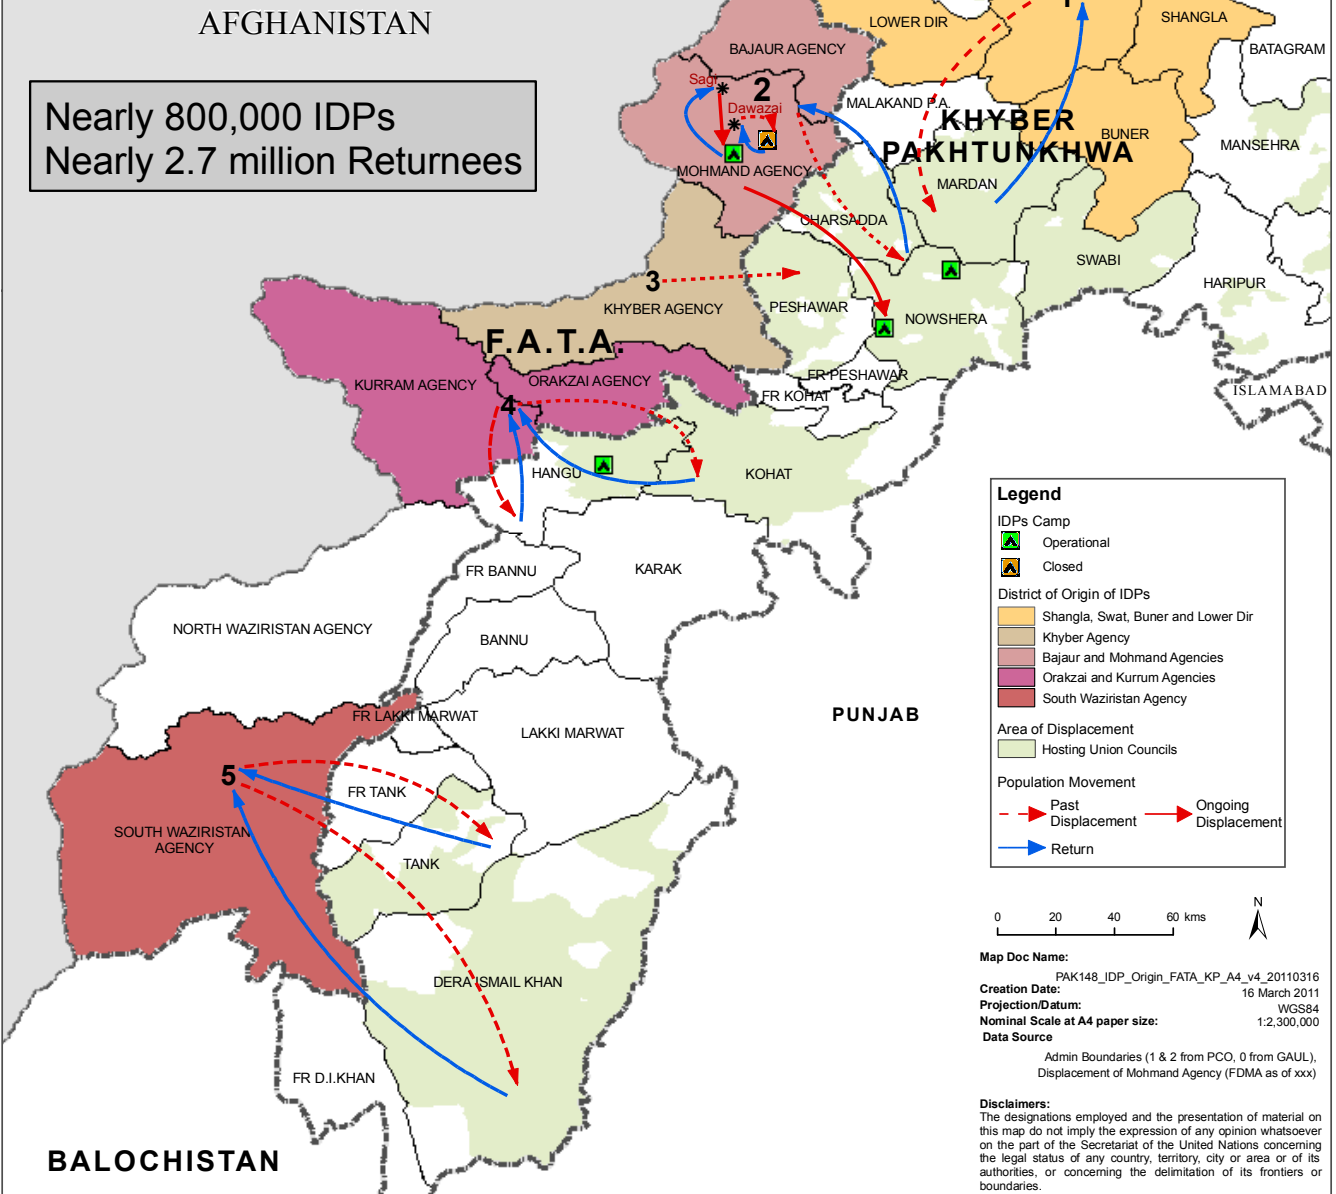 AFGHANISTAN
Nearly 800,000 IDPs
Nearly 2.7 million Returnees
LOWER DIR
1
SHANGLA
BAJAUR AGENCY
BATAGRAM
Sagi
2
Dawazai
MALAKAND P.A.
KHYBER
PAKHTUNKHWA
BUNER
MANSEHRA
MOHMAND AGENCY
MARDAN
CHARSADDA
SWABI
HARIPUR
3
KHYBER AGENCY
PESHAWAR
NOWSHERA
F.A.T.A.
KURRAM AGENCY
ORAKZAI AGENCY
FR PESHAWAR
FR KOHAT
ISLAMABAD
4
HANGU
KOHAT
FR BANNU
KARAK
NORTH WAZIRISTAN AGENCY
BANNU
FR LAKKI MARWAT
LAKKI MARWAT
PUNJAB
5
FR TANK
SOUTH WAZIRISTAN
AGENCY
TANK
DERA ISMAIL KHAN
FR D.I.KHAN
BALOCHISTAN
Legend
IDPs Camp
Operational
Closed
District of Origin of IDPs
Shangla, Swat, Buner and Lower Dir
Khyber Agency
Bajaur and Mohmand Agencies
Orakzai and Kurrum Agencies
South Waziristan Agency
Area of Displacement
Hosting Union Councils
Population Movement
Past
Displacement
Ongoing
Displacement
Return
0 20 40 60 kms
N
Map Doc Name:
PAK148_IDP_Origin_FATA_KP_A4_v4_20110316
Creation Date: 16 March 2011
Projection/Datum: WGS84
Nominal Scale at A4 paper size: 1:2,300,000
Data Source
Admin Boundaries (1 & 2 from PCO, 0 from GAUL),
Displacement of Mohmand Agency (FDMA as of xxx)
Disclaimers:
The designations employed and the presentation of material on
this map do not imply the expression of any opinion whatsoever
on the part of the Secretariat of the United Nations concerning
the legal status of any country, territory, city or area or of its
authorities, or concerning the delimitation of its frontiers or
boundaries.